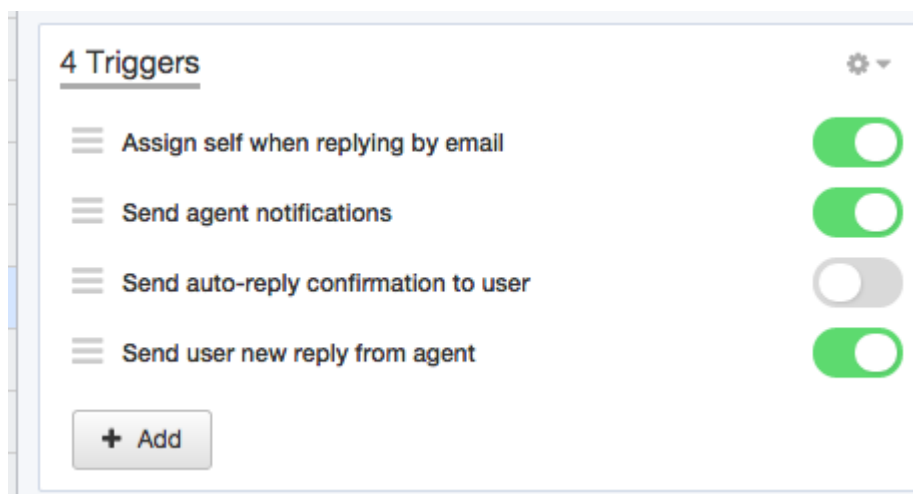 4 Triggers
Assign self when replying by email
Send agent notifications
Send auto-reply confirmation to user
Send user new reply from agent
+ Add